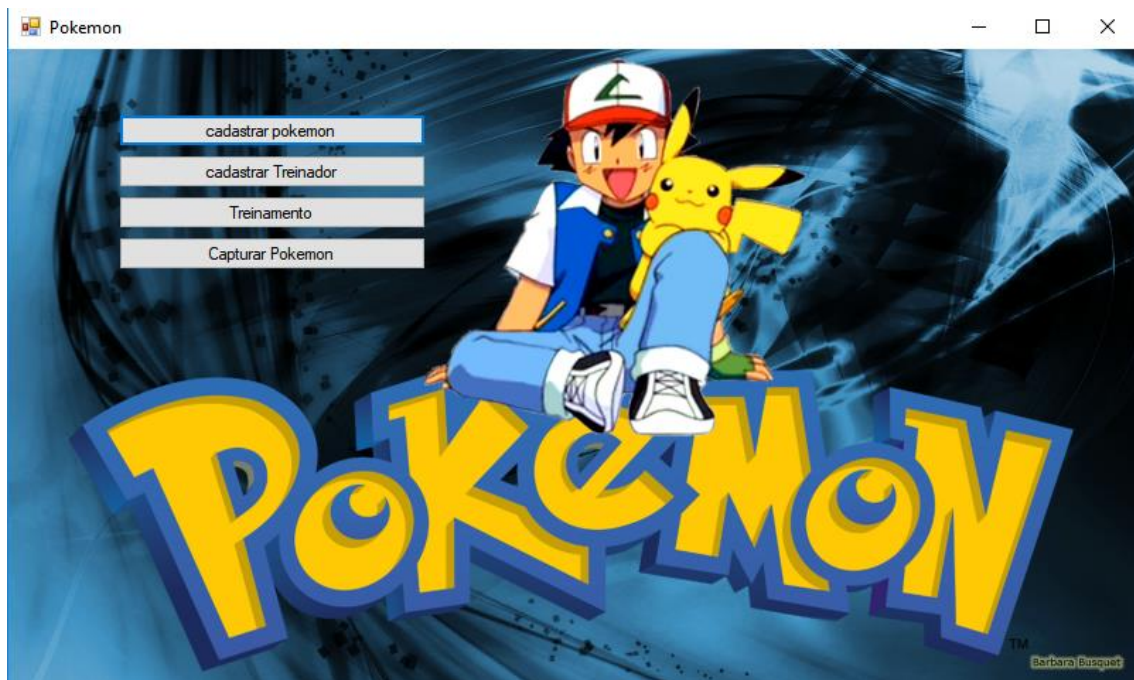 Pokemon
cadastrar pokemon
cadastrar Treinador
Treinamento
Capturar Pokemon
POKeMON
TM
Barbara Busquet